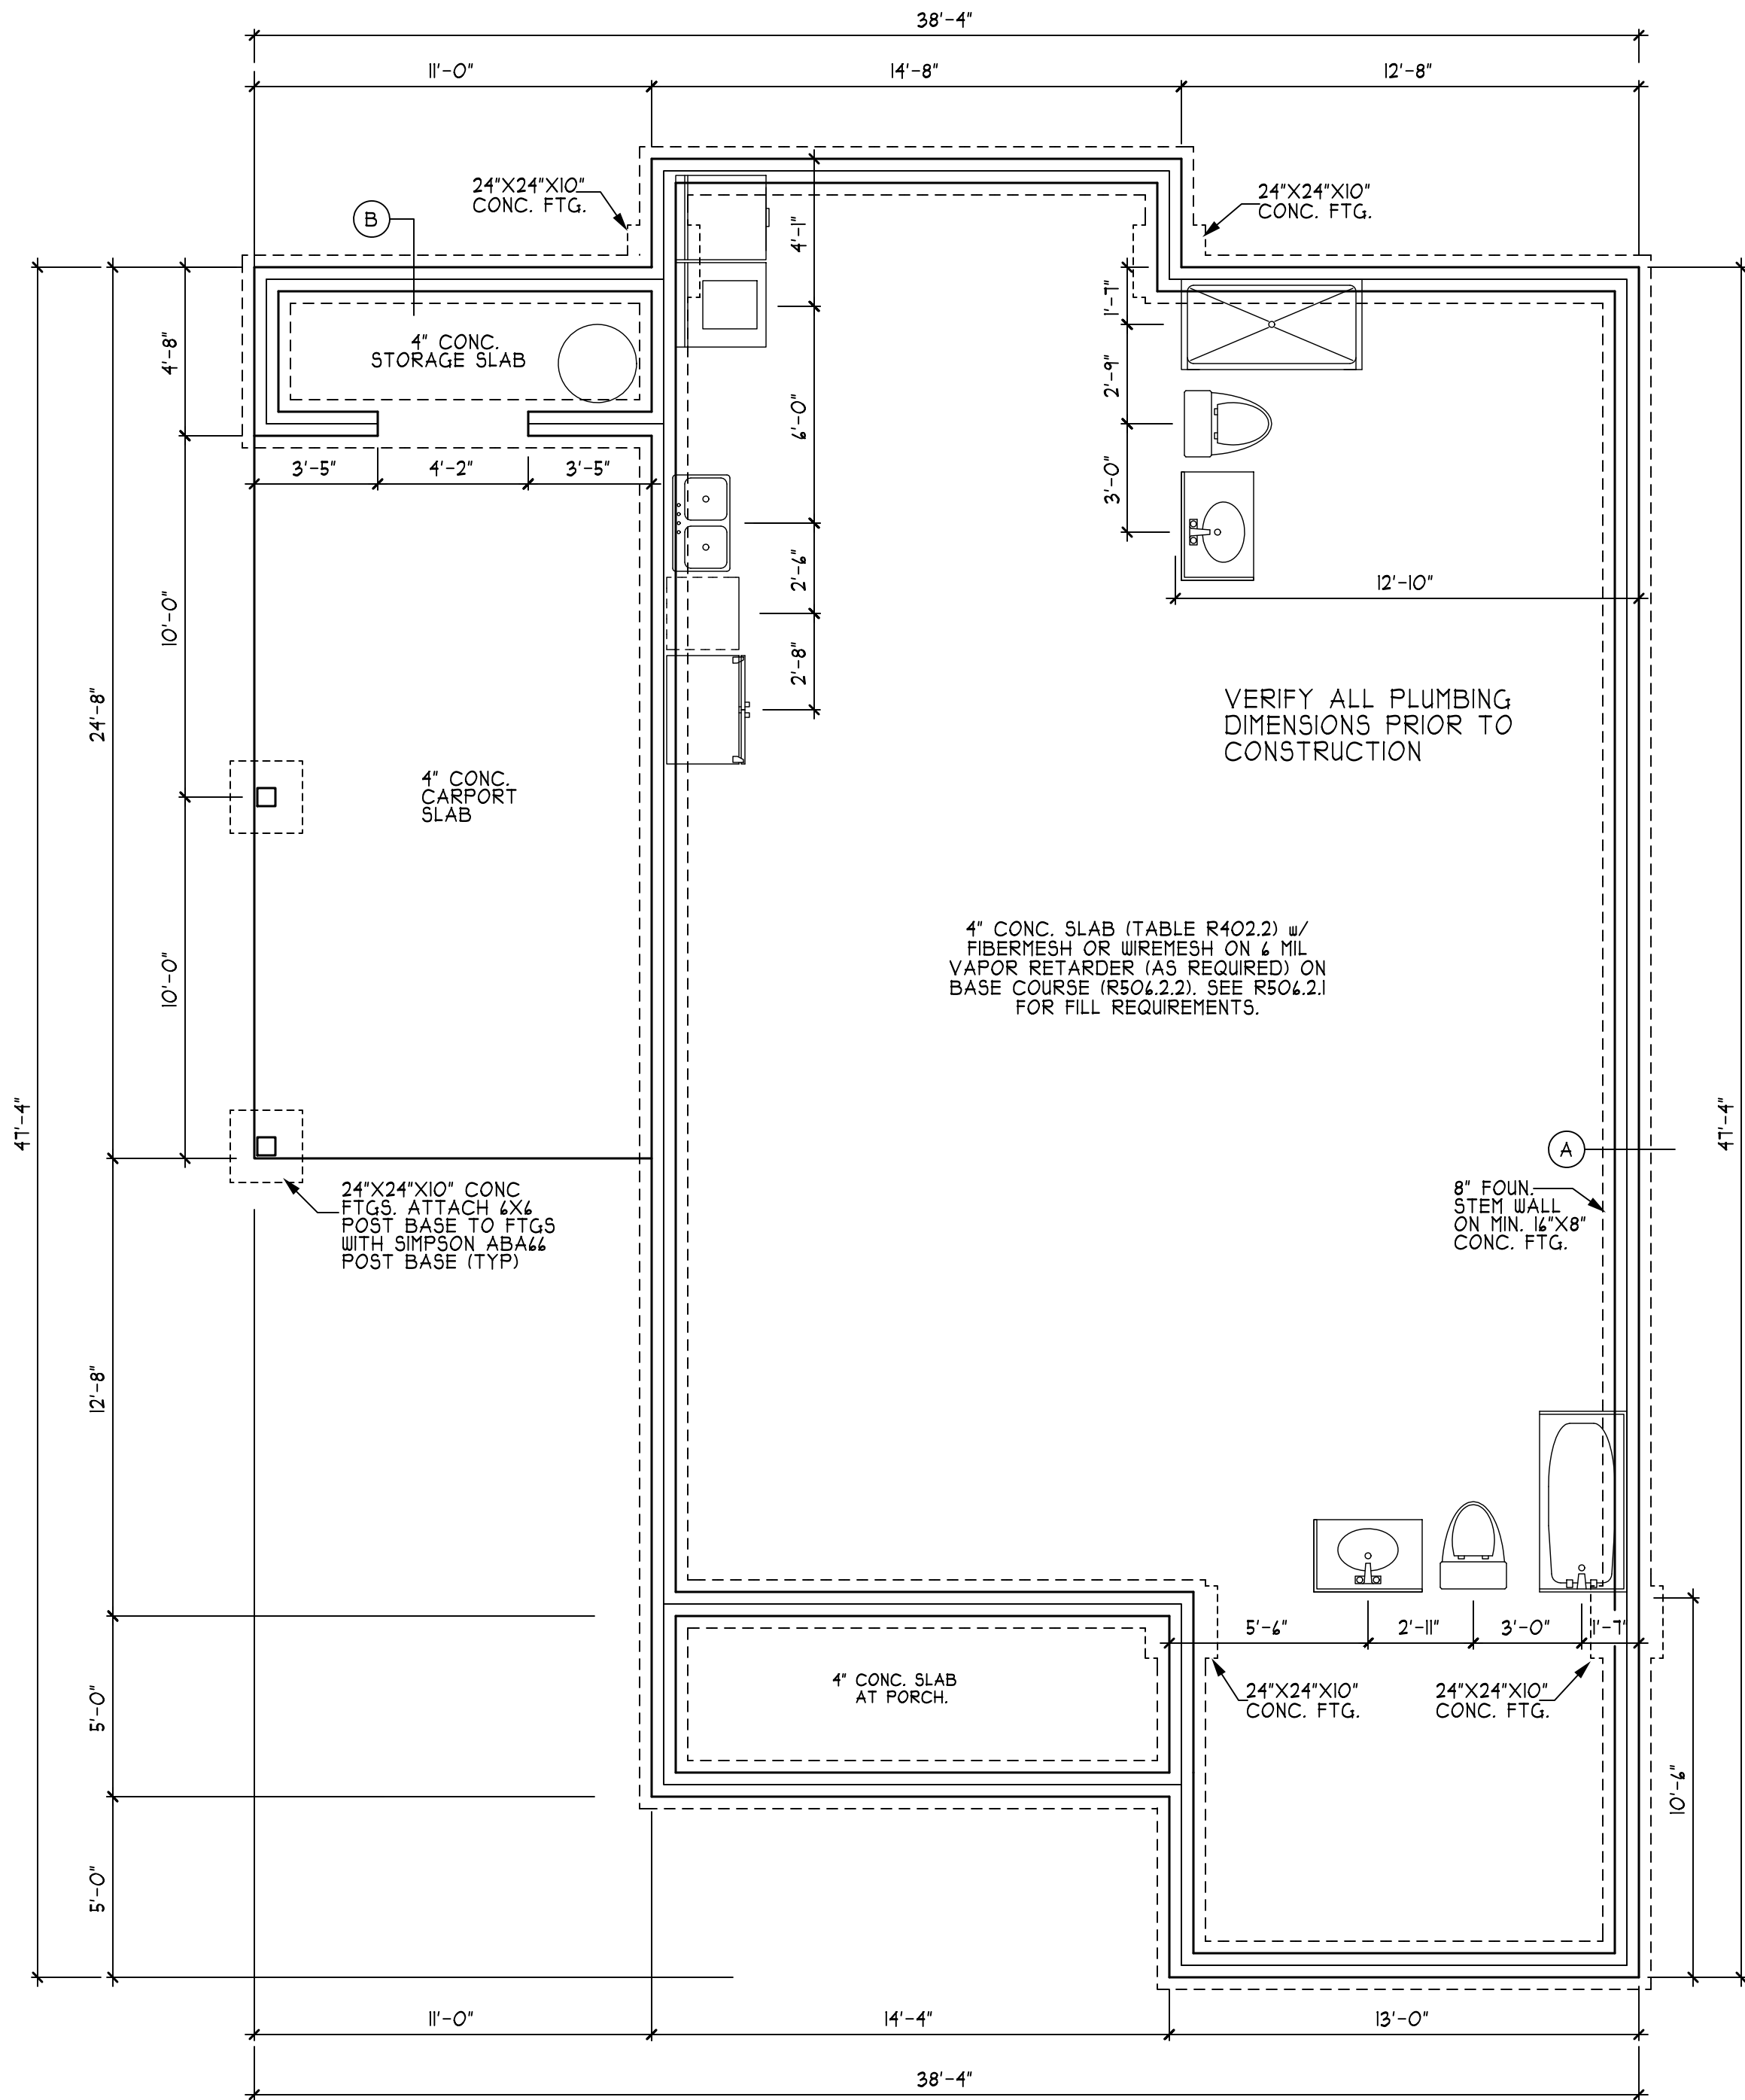 38'-4"
11'-0"
14'-8"
12'-8"
24"X24"X10"
CONC. FTG.
24"X24"X10"
CONC. FTG.
B
4'-1"
1'-7"
4'-8"
4" CONC.
STORAGE SLAB
2'-9"
6'-0"
3'-5"
4'-2"
3'-5"
3'-0"
2'-6"
12'-10"
10'-0"
2'-8"
24'-8"
VERIFY ALL PLUMBING
DIMENSIONS PRIOR TO
CONSTRUCTION
4" CONC.
CARPORT
SLAB
4" CONC. SLAB (TABLE R402.2) w/
FIBERMESH OR WIREMESH ON 6 MIL
VAPOR RETARDER (AS REQUIRED) ON
BASE COURSE (R506.2.2). SEE R506.2.1
FOR FILL REQUIREMENTS.
10'-0"
47'-4"
47'-4"
A
24"X24"X10" CONC
FTGS. ATTACH 6X6
POST BASE TO FTGS
WITH SIMPSON ABA66
POST BASE (TYP)
8" FOUN.
STEM WALL
ON MIN. 16"X8"
CONC. FTG.
12'-8"
5'-6"
2'-11"
3'-0"
1'-7"
4" CONC. SLAB
AT PORCH.
24"X24"X10"
CONC. FTG.
24"X24"X10"
CONC. FTG.
5'-0"
10'-6"
5'-0"
11'-0"
14'-4"
13'-0"
38'-4"